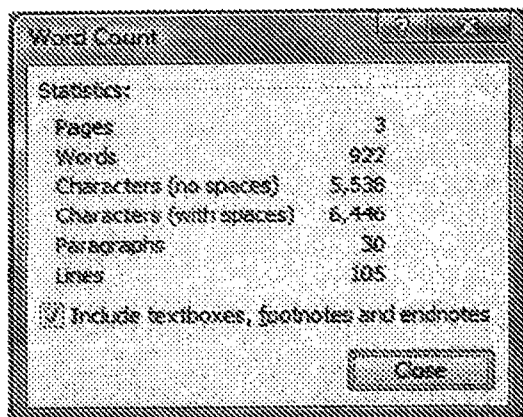 Word Count
Statistics:
Pages 3
Words 922
Characters (no spaces) 5,538
Characters (with spaces) 6,446
Paragraphs 30
Lines 105
Include textboxes, footnotes and endnotes
Close